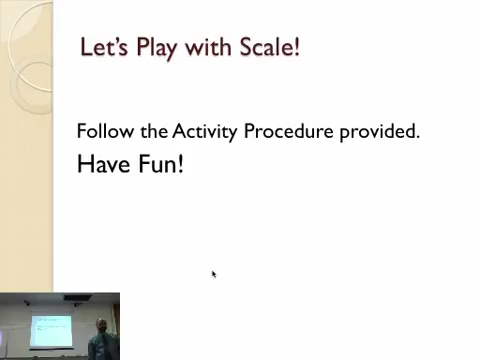 Let's Play with Scale!
Follow the Activity Procedure provided.
Have Fun!